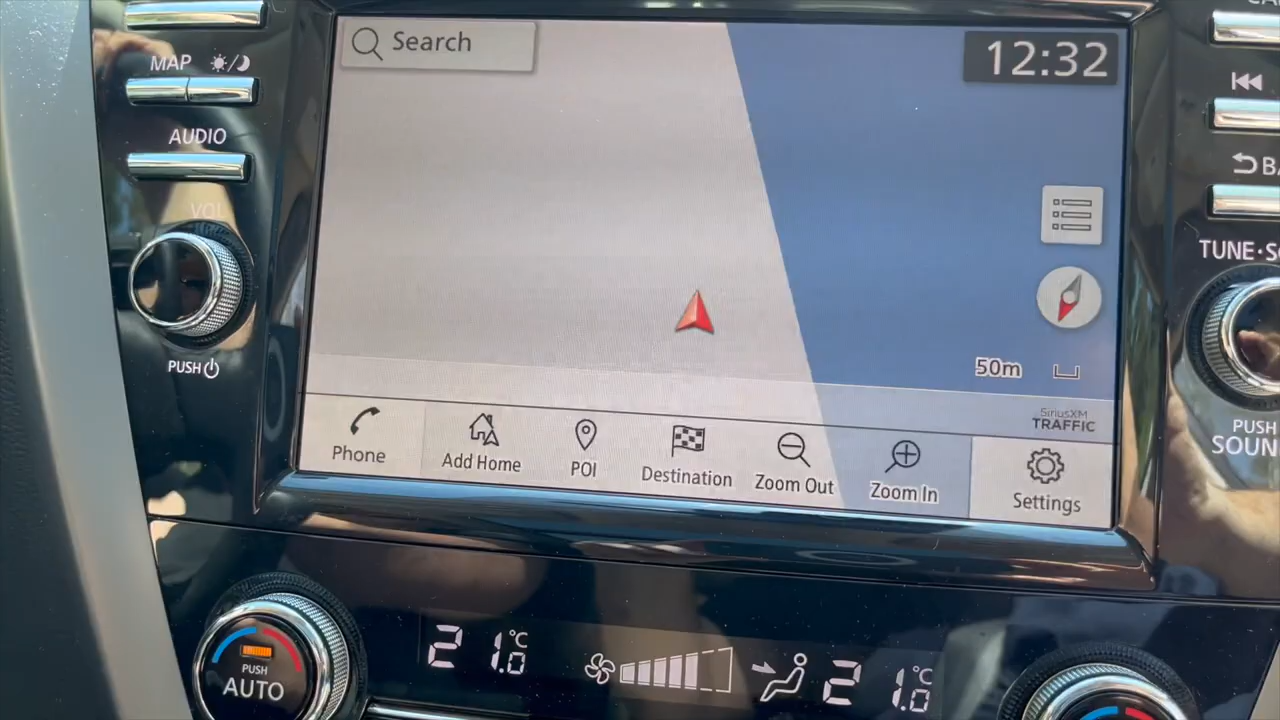 Search
12:32
MAP
AUDIO
VOL
PUSH
TUNE·S
50m
SiriusXM
TRAFFIC
Phone
Add Home
POI
Destination
Zoom Out
Zoom In
Settings
PUSH
SOUN
21.0°C
21.0°C
PUSH
AUTO